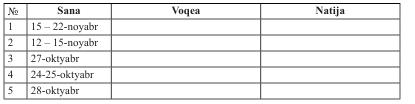 № Sana Voqea Natija
1 15 – 22-noyabr
2 12 – 15-noyabr
3 27-oktyabr
4 24-25-oktyabr
5 28-oktyabr